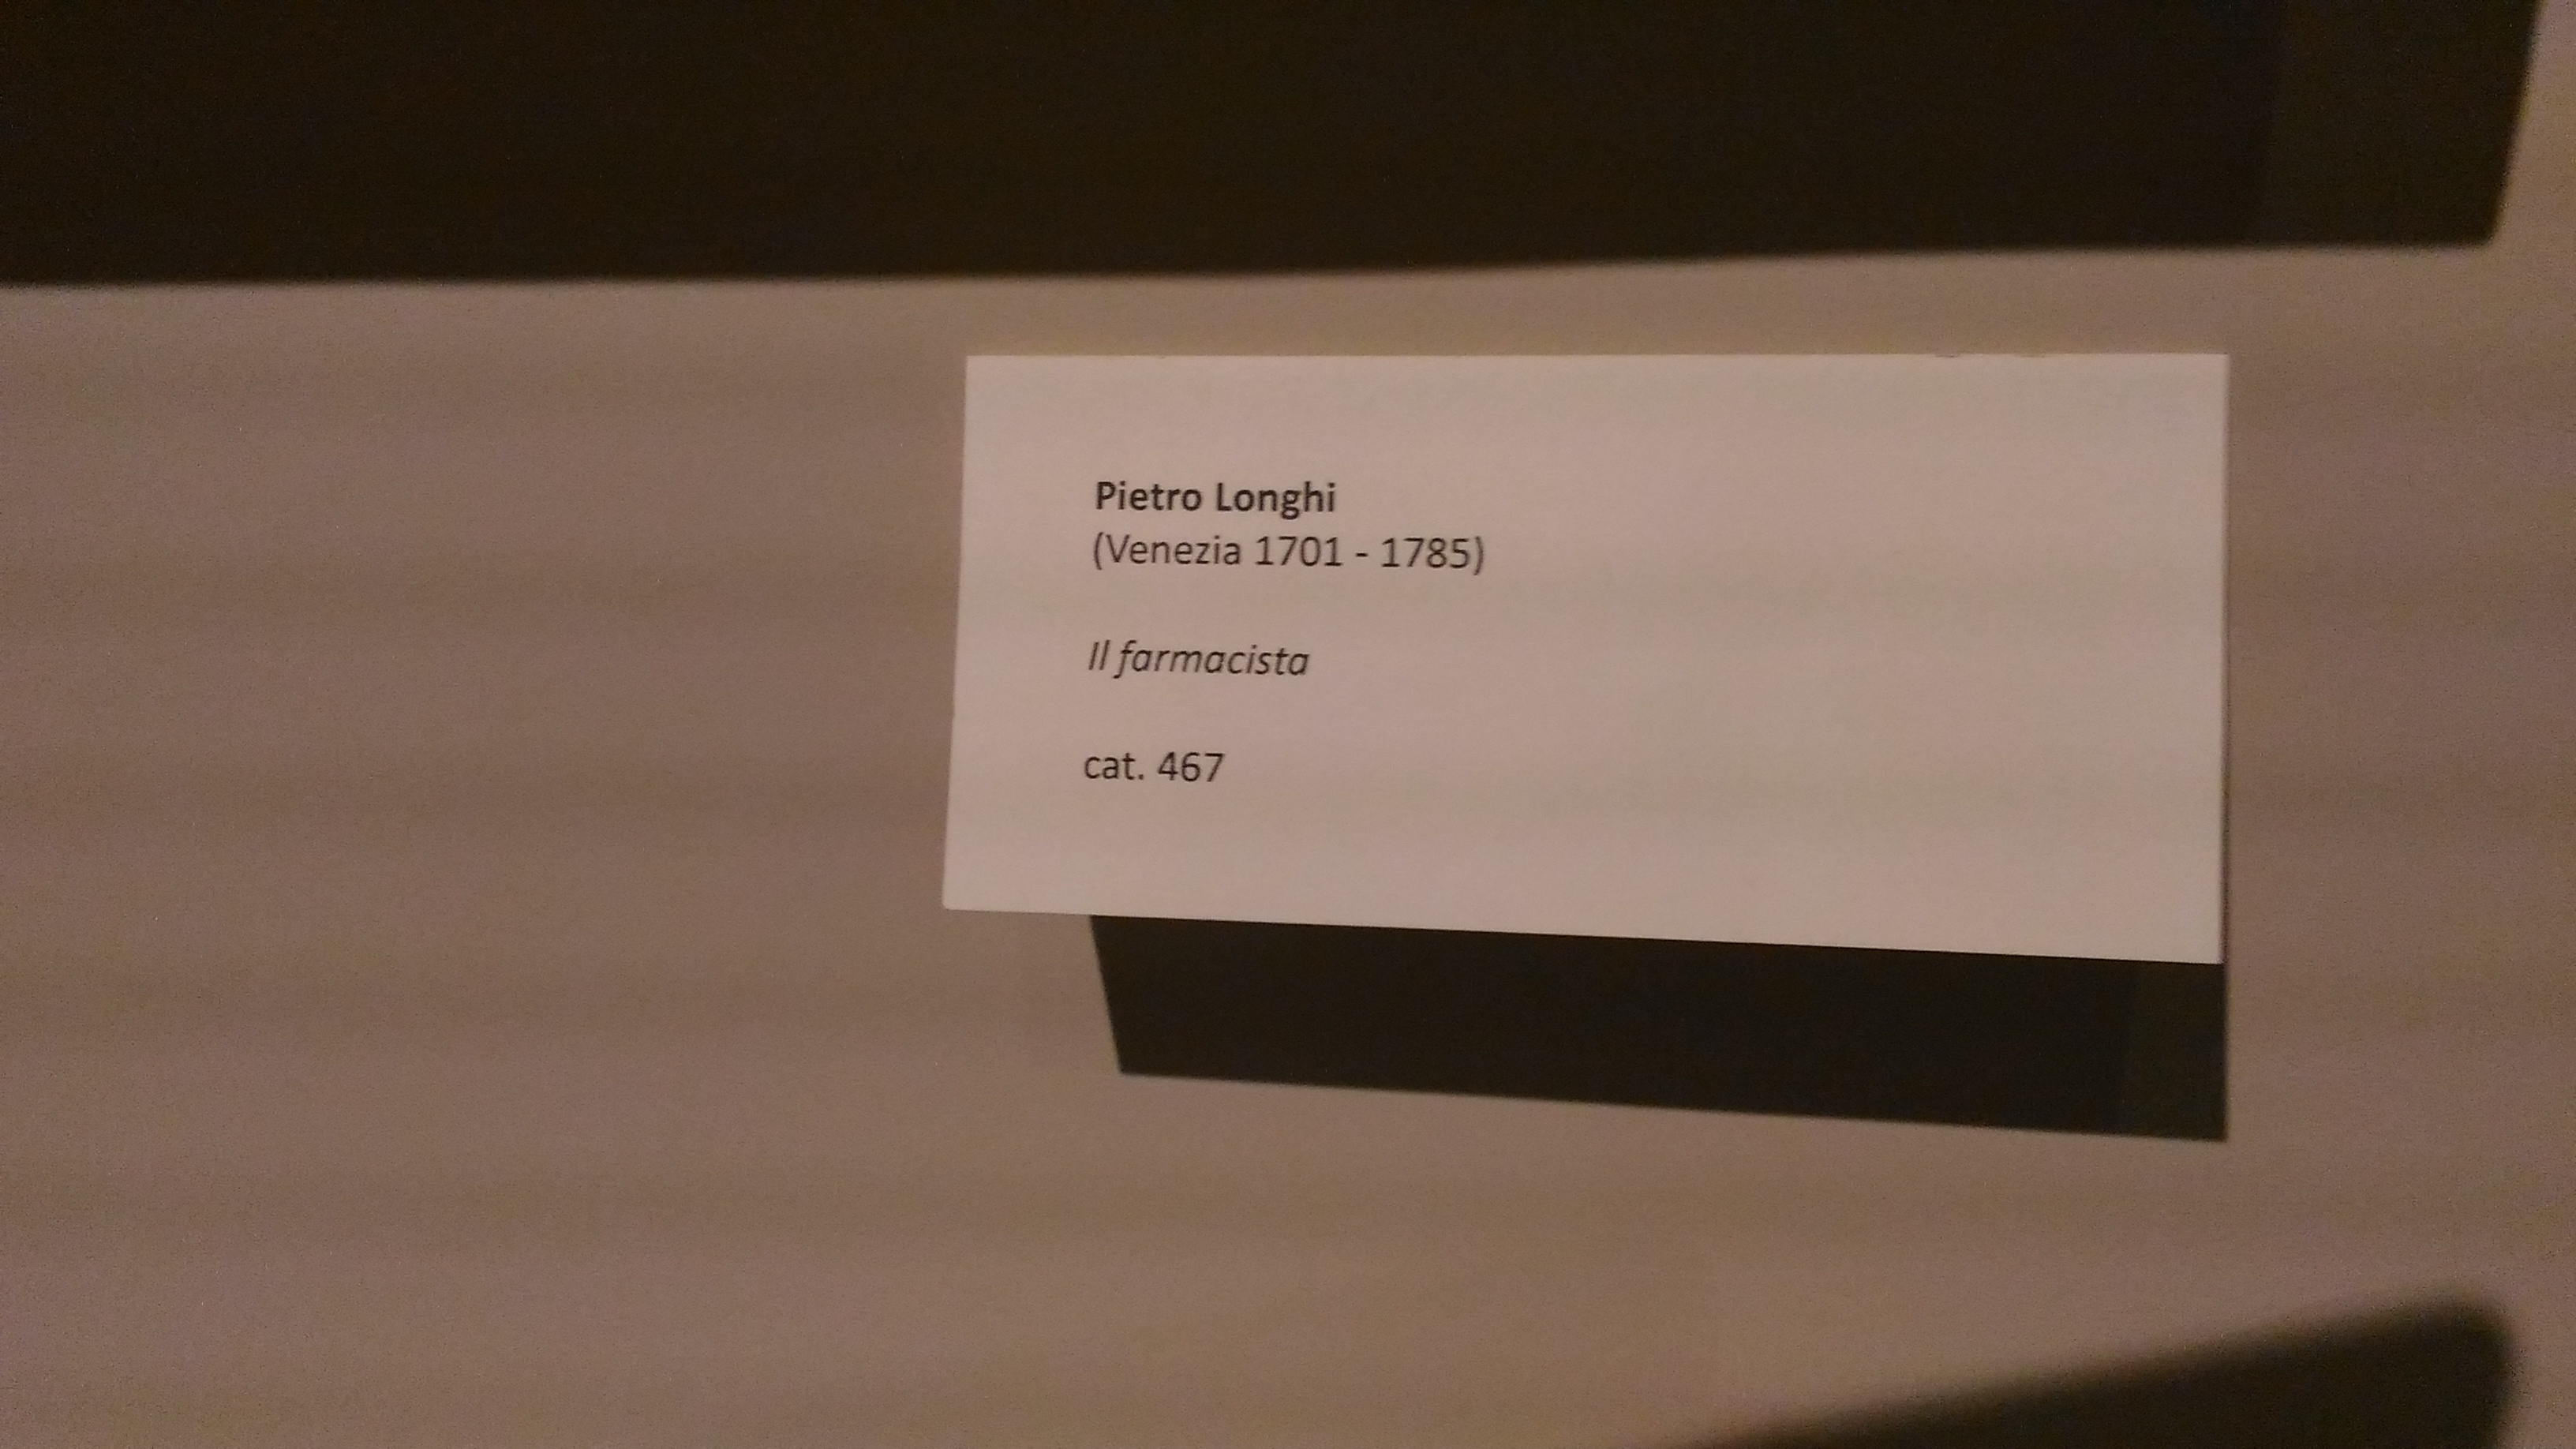 Pietro Longhi
(Venezia 1701 - 1785)
Il farmacista
cat. 467